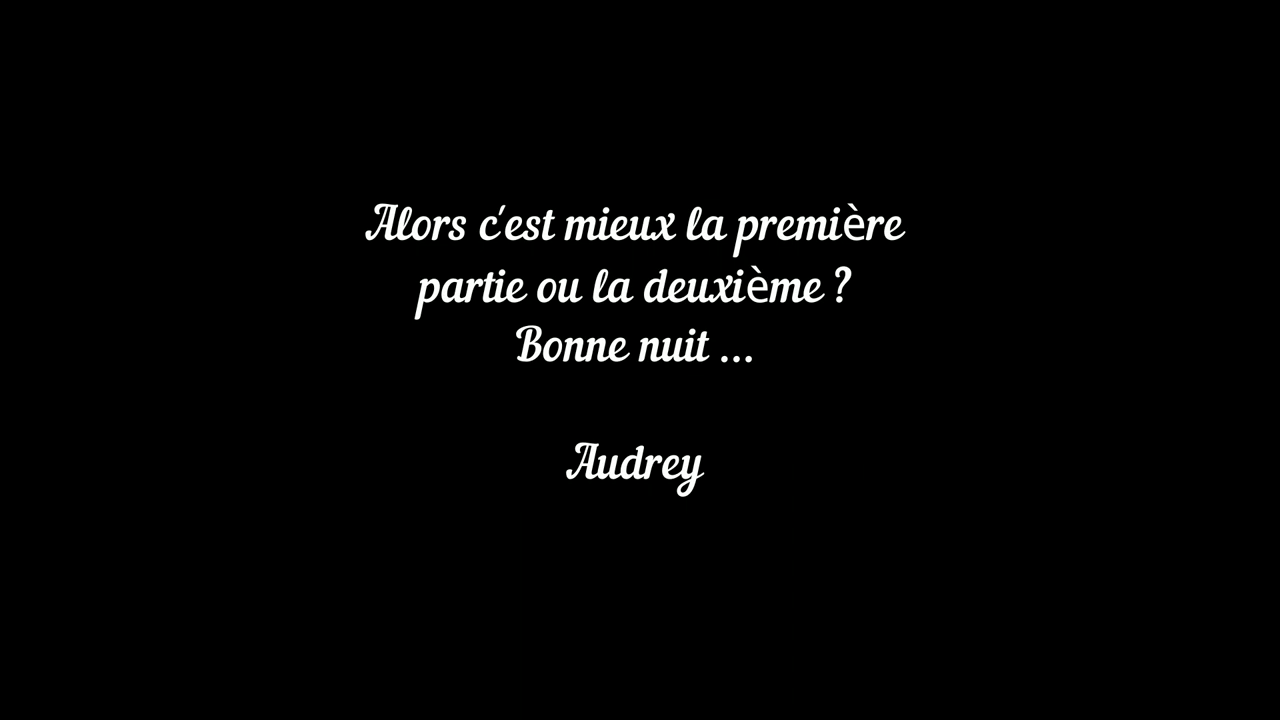 Alors c'est mieux la première
partie ou la deuxième ?
Bonne nuit ...
Audrey